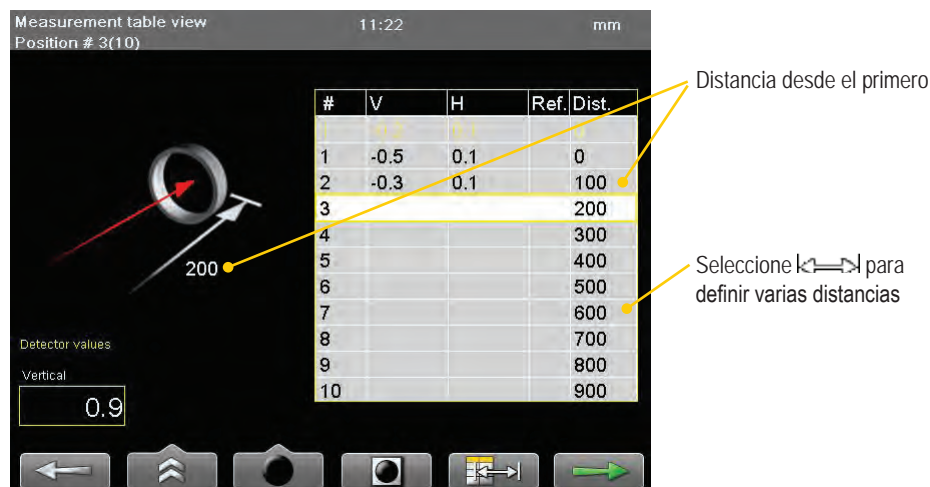 Measurement table view 11:22 mm
Position # 3(10)
Distancia desde el primero
# V H Ref. Dist.
1 -0.5 0.1 0
2 -0.3 0.1 100
3 200
4 300
5 400
6 500
7 600
8 700
9 800
10 900
200
Seleccione para
definir varias distancias
Detector values
Vertical
0.9